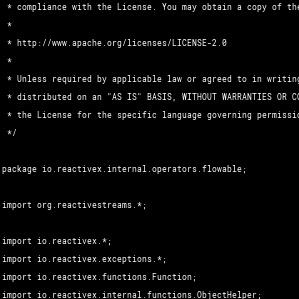 * compliance with the License. You may obtain a copy of the
*
* http://www.apache.org/licenses/LICENSE-2.0
*
* Unless required by applicable law or agreed to in writing
* distributed on an "AS IS" BASIS, WITHOUT WARRANTIES OR CO
* the License for the specific language governing permissio
*/
package io.reactivex.internal.operators.flowable;
import org.reactivestreams.*;
import io.reactivex.*;
import io.reactivex.exceptions.*;
import io.reactivex.functions.Function;
import io.reactivex.internal.functions.ObjectHelper;